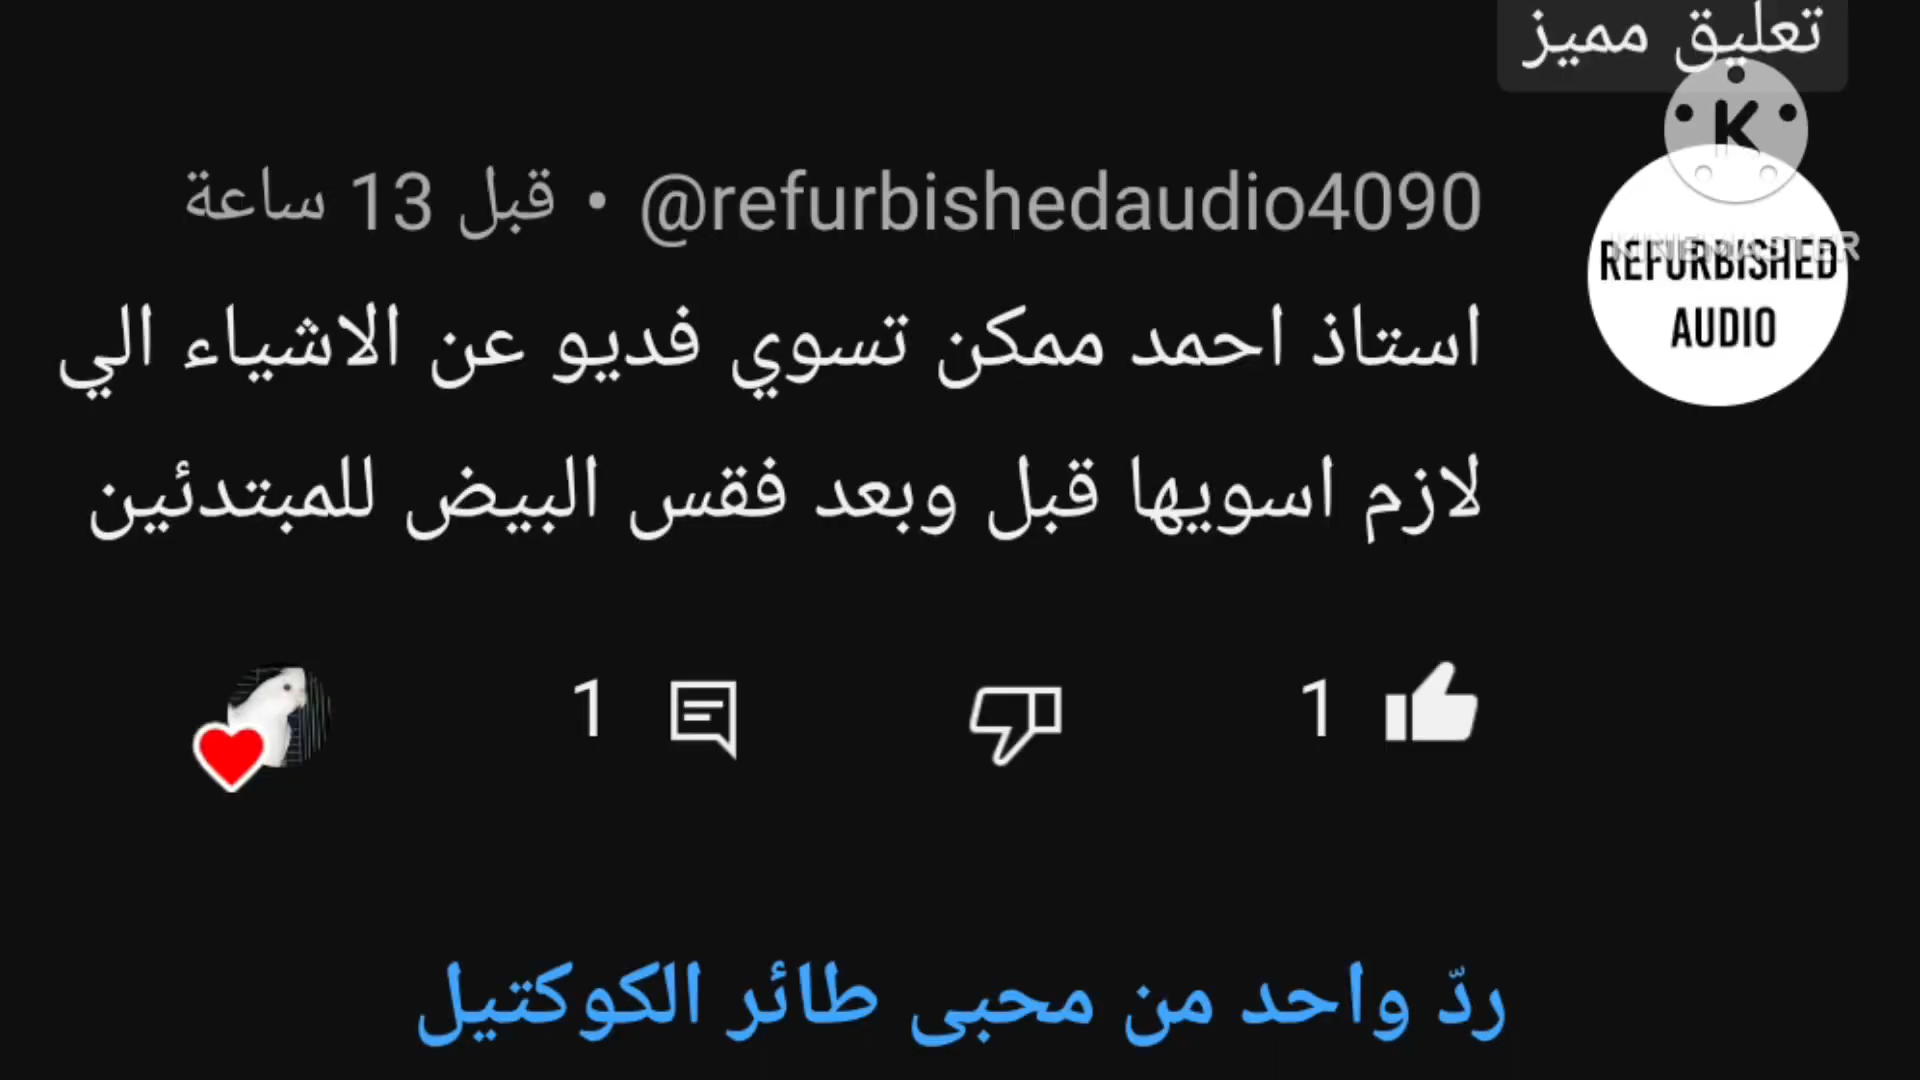 تعليق مميز
@refurbishedaudio4090 • قبل 13 ساعة
استاذ احمد ممكن تسوي فديو عن الاشياء الي
لازم اسويها قبل وبعد فقس البيض للمبتدئين
1
1
ردّ واحد من محبى طائر الكوكتيل
K
KINEMASTER
REFURBISHED
AUDIO